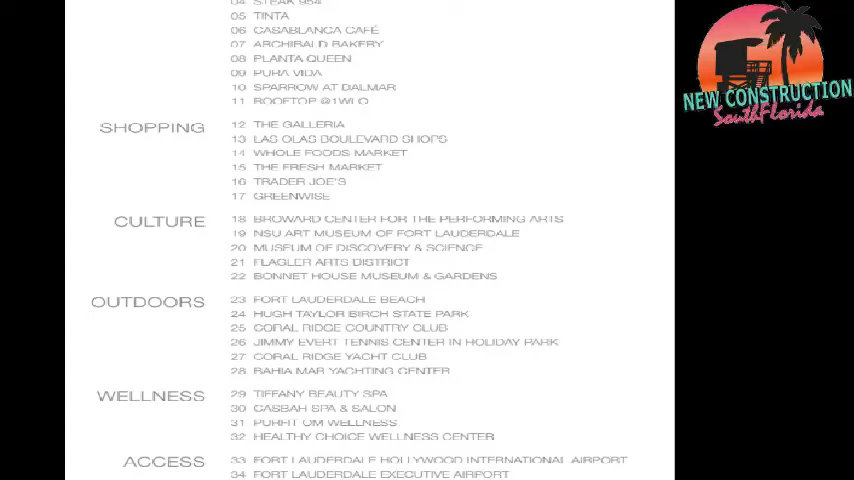 04 STEAK 954
05 TINTA
06 CASABLANCA CAFÉ
07 ARCHIBALD BAKERY
08 PLANTA QUEEN
09 PURA VIDA
10 SPARROW AT DALMAR
11 ROOFTOP @1WLO
SHOPPING 12 THE GALLERIA
13 LAS OLAS BOULEVARD SHOPS
14 WHOLE FOODS MARKET
15 THE FRESH MARKET
16 TRADER JOE'S
17 GREENWISE
CULTURE 18 BROWARD CENTER FOR THE PERFORMING ARTS
19 NSU ART MUSEUM OF FORT LAUDERDALE
20 MUSEUM OF DISCOVERY & SCIENCE
21 FLAGLER ARTS DISTRICT
22 BONNET HOUSE MUSEUM & GARDENS
OUTDOORS 23 FORT LAUDERDALE BEACH
24 HUGH TAYLOR BIRCH STATE PARK
25 CORAL RIDGE COUNTRY CLUB
26 JIMMY EVERT TENNIS CENTER IN HOLIDAY PARK
27 CORAL RIDGE YACHT CLUB
28 BAHIA MAR YACHTING CENTER
WELLNESS 29 TIFFANY BEAUTY SPA
30 CASBAH SPA & SALON
31 PURFIT OM WELLNESS
32 HEALTHY CHOICE WELLNESS CENTER
ACCESS 33 FORT LAUDERDALE HOLLYWOOD INTERNATIONAL AIRPORT
34 FORT LAUDERDALE EXECUTIVE AIRPORT
NEW CONSTRUCTION
SouthFlorida